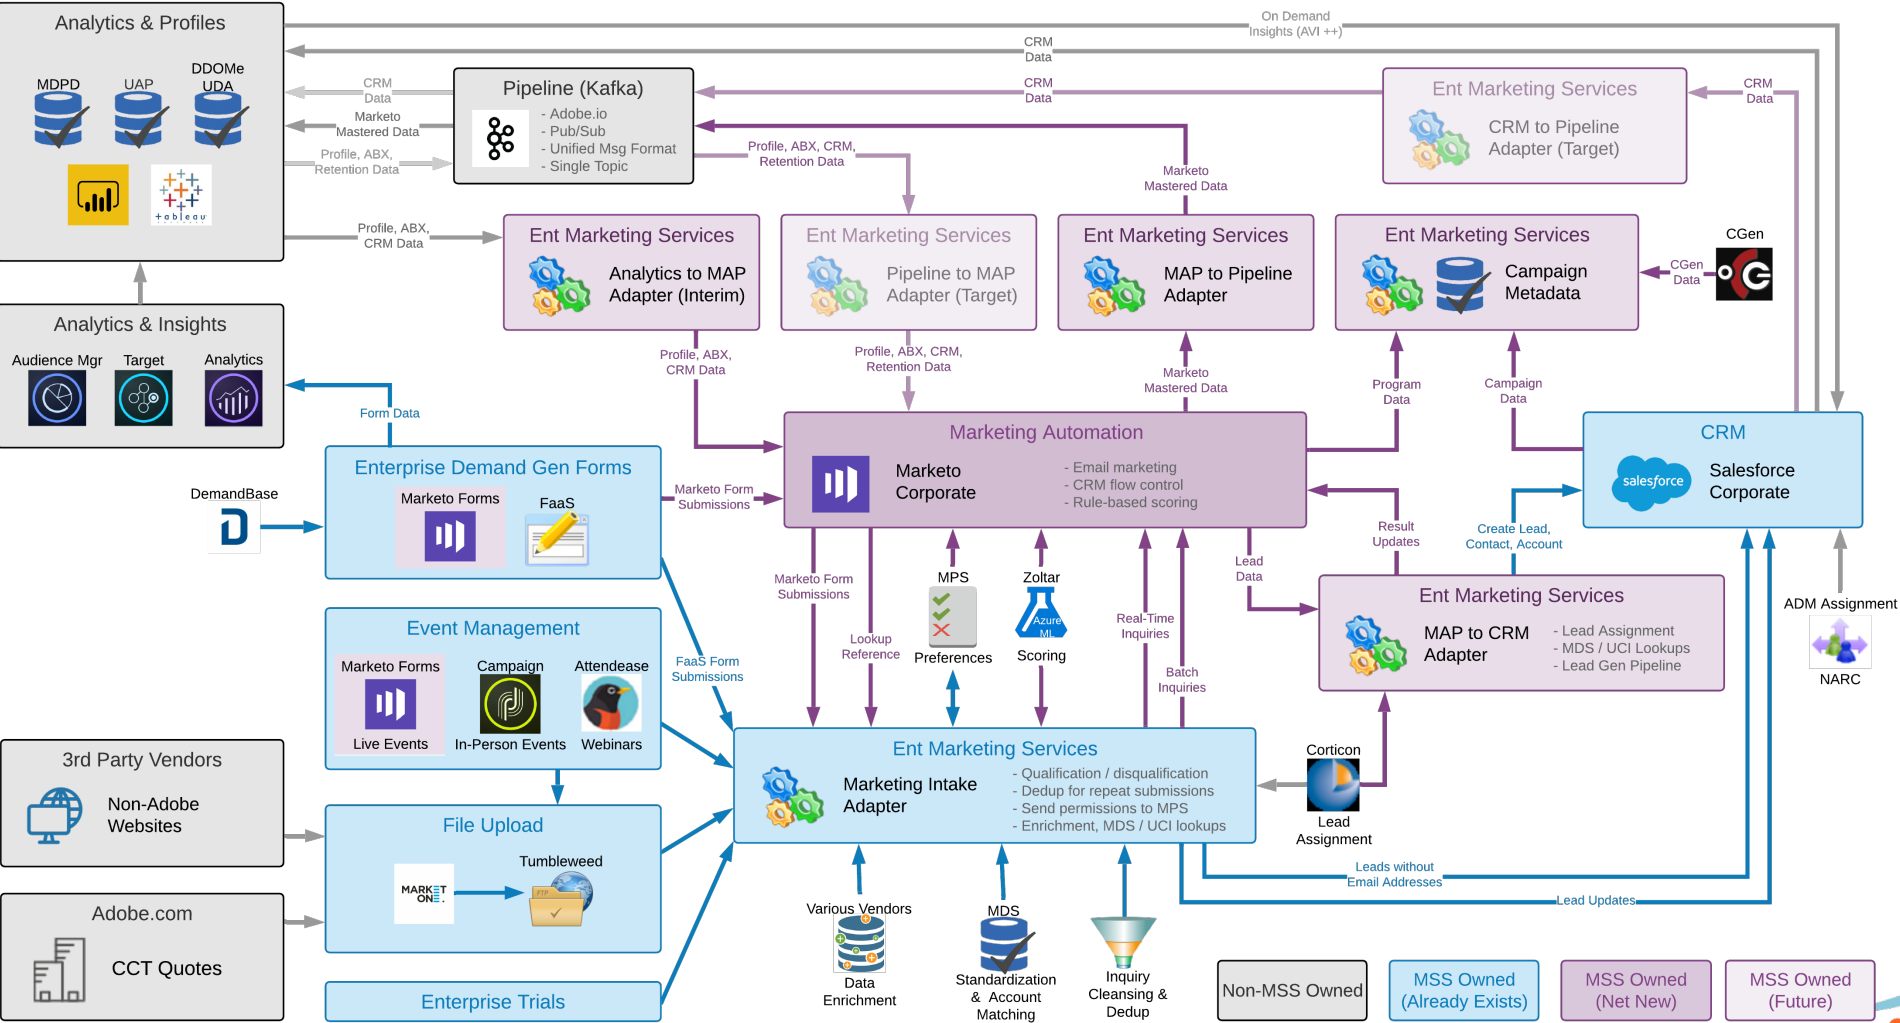 Analytics & Profiles
MDPD
UAP
DDOMe
UDA
+ableau
On Demand
Insights (AVI ++)
CRM
Data
CRM
Data
Marketo
Mastered Data
Profile, ABX,
Retention Data
Profile, ABX,
CRM Data
Pipeline (Kafka)
- Adobe.io
- Pub/Sub
- Unified Msg Format
- Single Topic
CRM
Data
Profile, ABX, CRM,
Retention Data
Marketo
Mastered Data
Ent Marketing Services
CRM to Pipeline
Adapter (Target)
CRM
Data
Ent Marketing Services
Analytics to MAP
Adapter (Interim)
Ent Marketing Services
Pipeline to MAP
Adapter (Target)
Ent Marketing Services
MAP to Pipeline
Adapter
Ent Marketing Services
Campaign
Metadata
CGen
Data
CGen
Analytics & Insights
Audience Mgr
Target
Analytics
Form Data
Profile, ABX,
CRM Data
Profile, ABX, CRM,
Retention Data
Marketo
Mastered Data
Program
Data
Campaign
Data
DemandBase
Enterprise Demand Gen Forms
Marketo Forms
FaaS
Marketo Form
Submissions
Marketing Automation
Marketo
Corporate
- Email marketing
- CRM flow control
- Rule-based scoring
CRM
salesforce
Salesforce
Corporate
Result
Updates
Create Lead,
Contact, Account
Marketo Form
Submissions
Lookup
Reference
MPS
Preferences
Zoltar
Azure
ML
Scoring
Real-Time
Inquiries
Batch
Inquiries
Lead
Data
Ent Marketing Services
MAP to CRM
Adapter
- Lead Assignment
- MDS / UCI Lookups
- Lead Gen Pipeline
ADM Assignment
NARC
Event Management
Marketo Forms
Live Events
Campaign
In-Person Events
Attendease
Webinars
FaaS Form
Submissions
3rd Party Vendors
Non-Adobe
Websites
File Upload
MARKET
ONE.
Tumbleweed
FTP
Ent Marketing Services
Marketing Intake
Adapter
- Qualification / disqualification
- Dedup for repeat submissions
- Send permissions to MPS
- Enrichment, MDS / UCI lookups
Corticon
Lead
Assignment
Leads without
Email Addresses
Lead Updates
Adobe.com
CCT Quotes
Enterprise Trials
Various Vendors
Data
Enrichment
MDS
Standardization
& Account
Matching
Inquiry
Cleansing &
Dedup
Non-MSS Owned
MSS Owned
(Already Exists)
MSS Owned
(Net New)
MSS Owned
(Future)